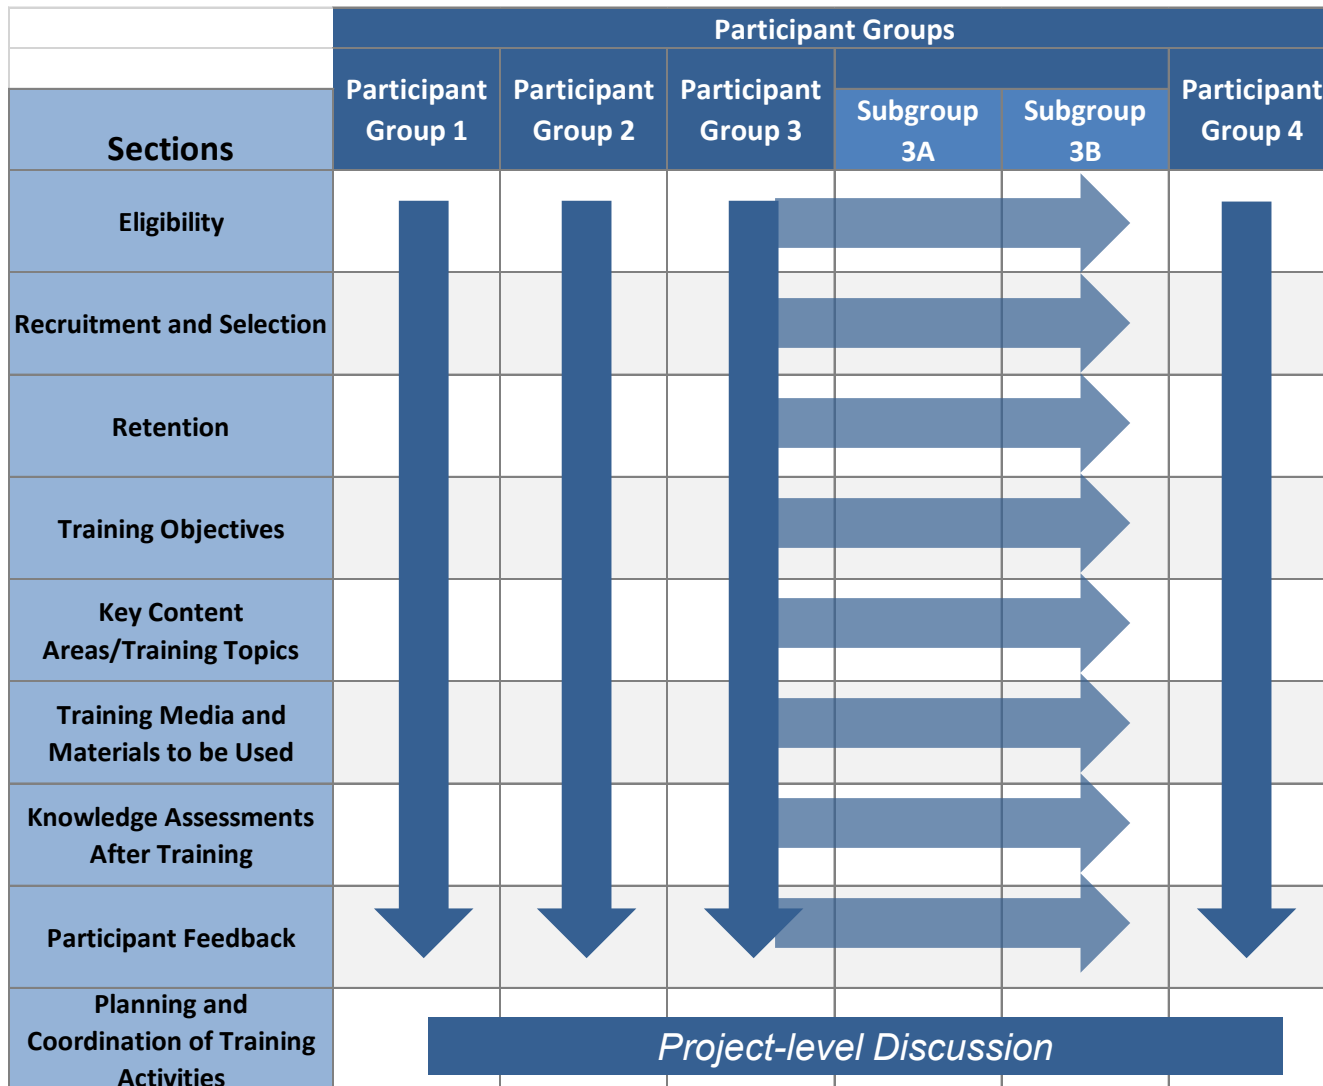 Participant Groups
Participant
Group 1
Participant
Group 2
Participant
Group 3
Subgroup
3A
Subgroup
3B
Participant
Group 4
Sections
Eligibility
Recruitment and Selection
Retention
Training Objectives
Key Content
Areas/Training Topics
Training Media and
Materials to be Used
Knowledge Assessments
After Training
Participant Feedback
Planning and
Coordination of Training
Activities
Project-level Discussion